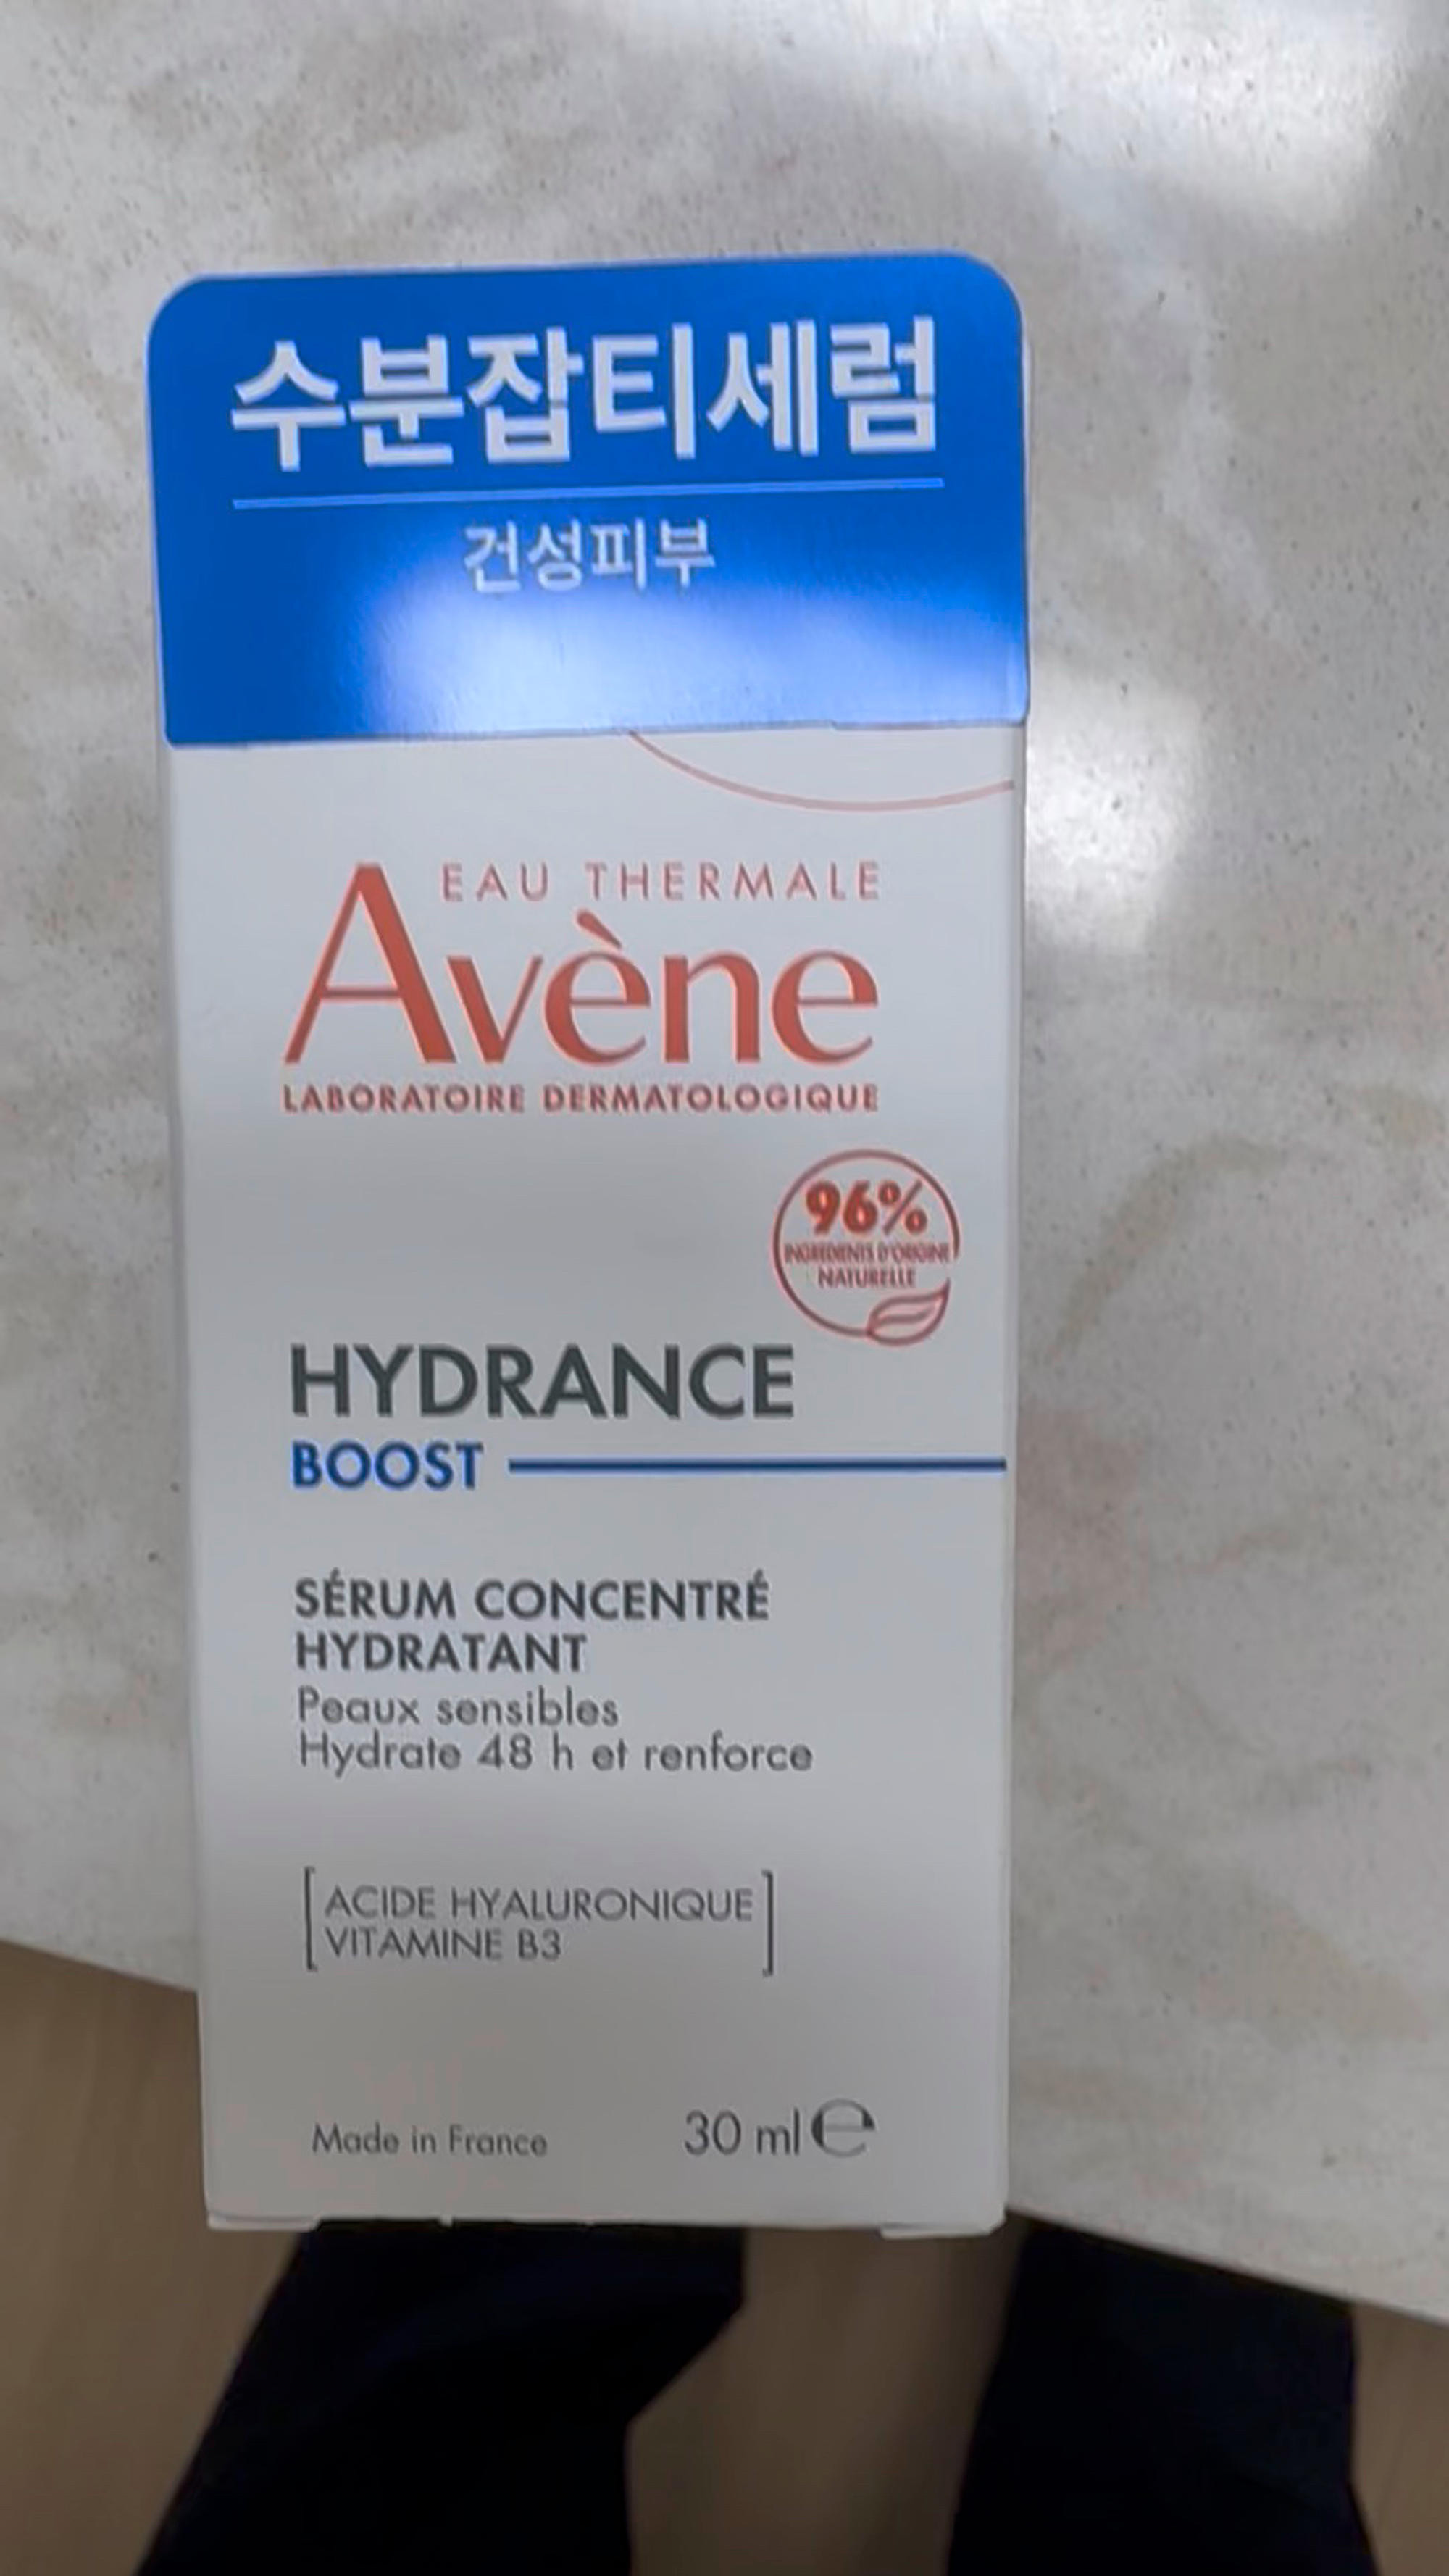 수분잡티세럼
건성피부
EAU THERMALE
Avène
LABORATOIRE DERMATOLOGIQUE
96%
INGREDIENTS D'ORIGINE
NATURELLE
HYDRANCE
BOOST
SÉRUM CONCENTRÉ
HYDRATANT
Peaux sensibles
Hydrate 48 h et renforce
ACIDE HYALURONIQUE
VITAMINE B3
Made in France 30 ml ℮